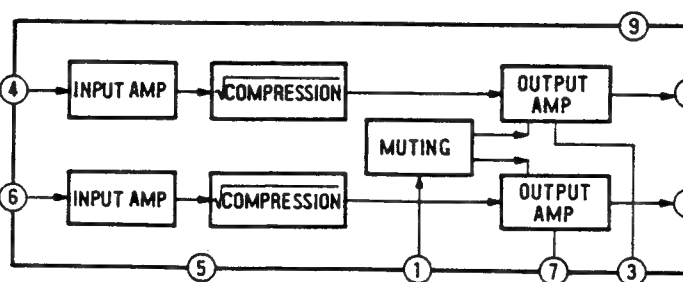 9
4
INPUT AMP
√COMPRESSION
OUTPUT
AMP
MUTING
6
INPUT AMP
√COMPRESSION
OUTPUT
AMP
5
1
7
3